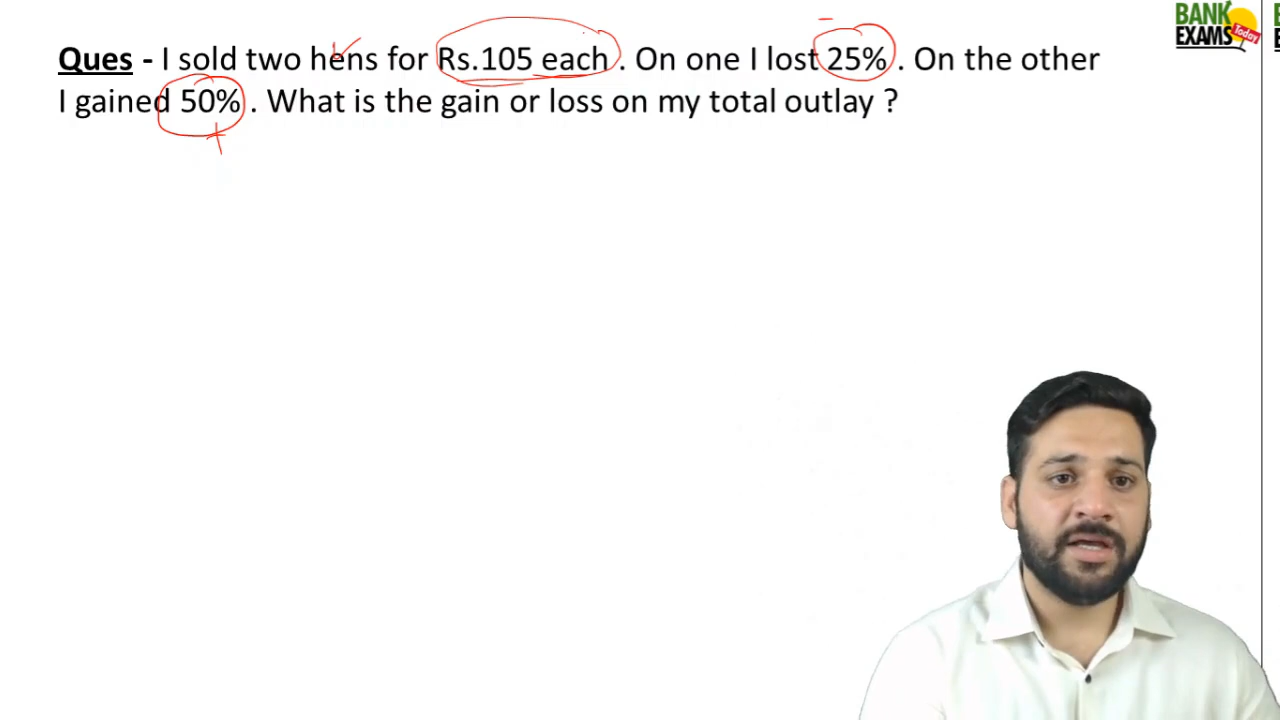 Ques - I sold two hens for Rs.105 each . On one I lost 25% . On the other
I gained 50% . What is the gain or loss on my total outlay ?
BANK
EXAMS Today